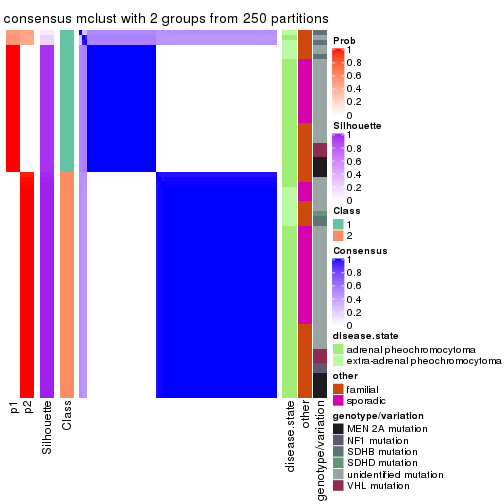 consensus mclust with 2 groups from 250 partitions
Prob
1
0.8
0.6
0.4
0.2
0
Silhouette
1
0.8
0.6
0.4
0.2
0
Class
1
2
Consensus
1
0.8
0.6
0.4
0.2
0
disease.state
adrenal pheochromocytoma
extra-adrenal pheochromocytoma
other
familial
sporadic
genotype/variation
MEN 2A mutation
NF1 mutation
SDHB mutation
SDHD mutation
unidentified mutation
VHL mutation
p1
p2
Silhouette
Class
disease.state
other
genotype/variation